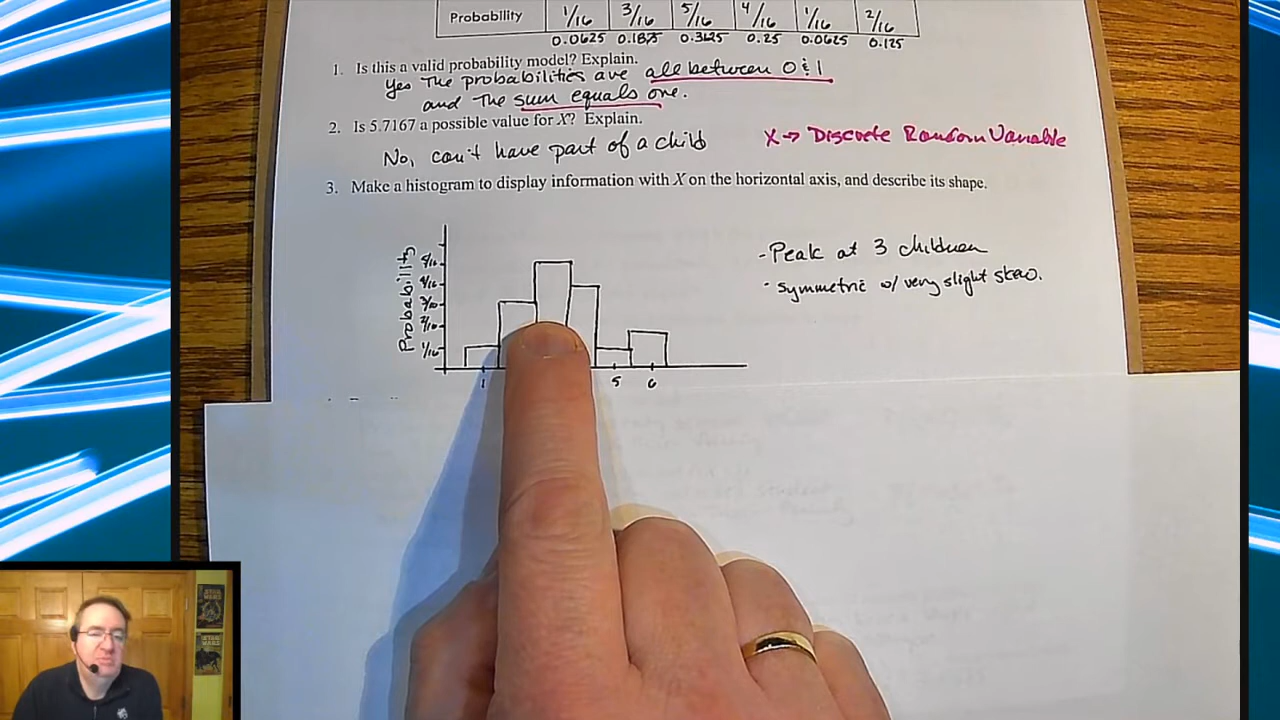 Probability 1/16 3/16 5/16 4/16 1/16 2/16
0.0625 0.1875 0.3125 0.25 0.0625 0.125
1. Is this a valid probability model? Explain.
Yes The probabilities are all between 0 & 1
and the sum equals one.
2. Is 5.7167 a possible value for X? Explain.
No, can't have part of a child
X → Discrete Random Variable
3. Make a histogram to display information with X on the horizontal axis, and describe its shape.
Probability
5/16
4/16
3/16
2/16
1/16
1 5 6
- Peak at 3 children
- Symmetric w/ very slight skew.
STAR WARS
STAR WARS